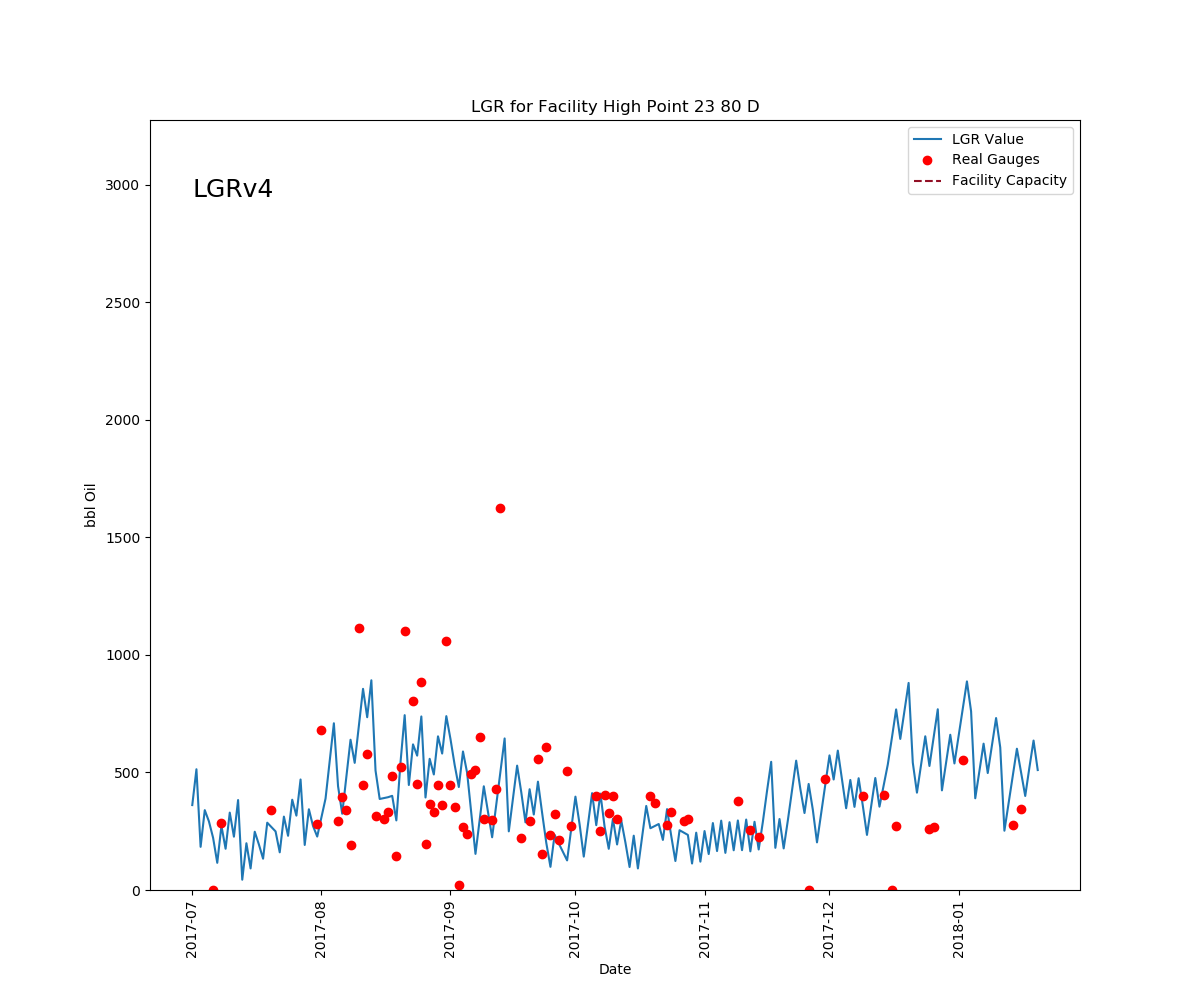 LGR for Facility High Point 23 80 D
LGR Value
Real Gauges
Facility Capacity
LGRv4
3000
2500
2000
1500
1000
500
0
bbl Oil
2017-07
2017-08
2017-09
2017-10
2017-11
2017-12
2018-01
Date